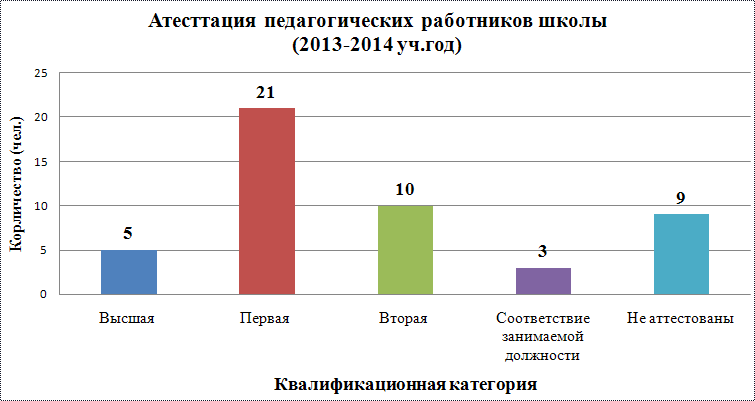 Атесттация педагогических работников школы
(2013-2014 уч.год)
Корличество (чел.)
25
20
15
10
5
0
5
21
10
3
9
Высшая
Первая
Вторая
Соответствие
занимаемой
должности
Не аттестованы
Квалификационная категория